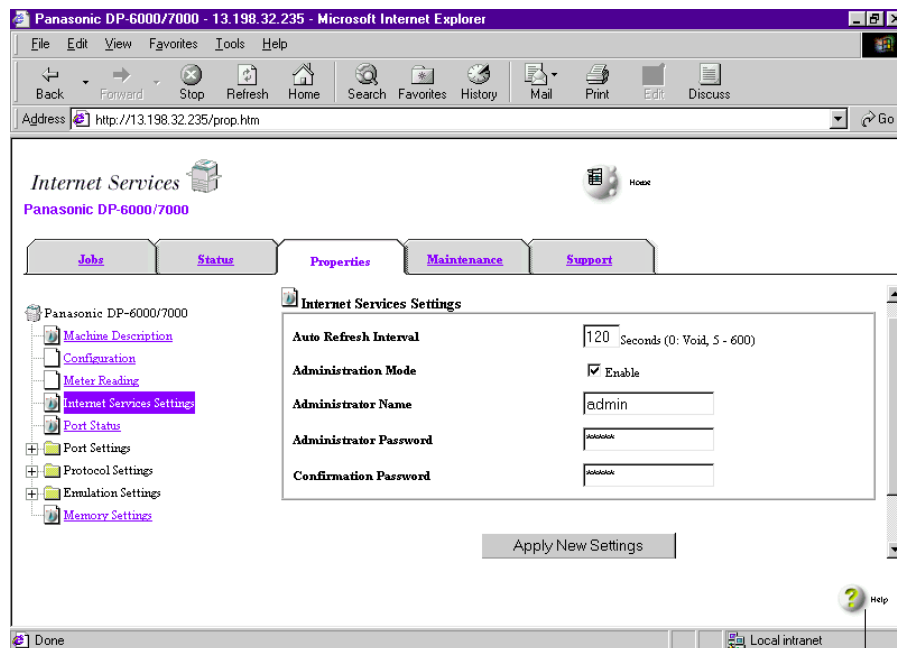 Panasonic DP-6000/7000 - 13.198.32.235 - Microsoft Internet Explorer
File Edit View Favorites Tools Help
Back Forward Stop Refresh Home Search Favorites History Mail Print Edit Discuss
Address http://13.198.32.235/prop.htm Go
Internet Services
Home
Panasonic DP-6000/7000
Jobs Status Properties Maintenance Support
Panasonic DP-6000/7000
Machine Description
Configuration
Meter Reading
Internet Services Settings
Port Status
Port Settings
Protocol Settings
Emulation Settings
Memory Settings
Internet Services Settings
Auto Refresh Interval 120 Seconds (0: Void, 5 - 600)
Administration Mode Enable
Administrator Name admin
Administrator Password *****
Confirmation Password *****
Apply New Settings
Help
Done Local intranet